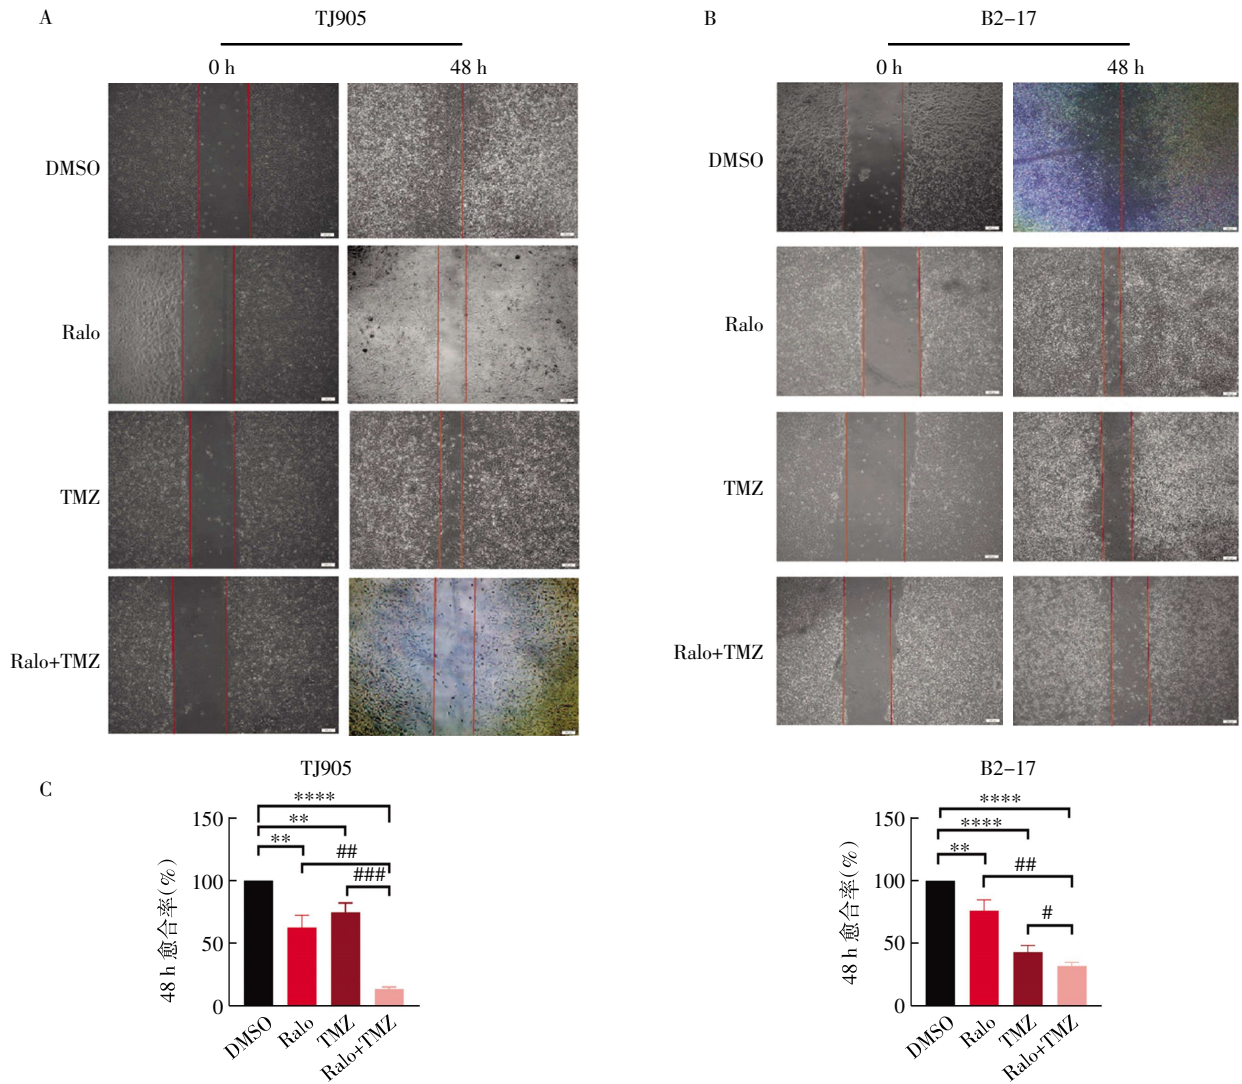 A
TJ905
0 h
48 h
DMSO
Ralo
TMZ
Ralo+TMZ
B
B2-17
0 h
48 h
DMSO
Ralo
TMZ
Ralo+TMZ
C
TJ905
48 h 愈合率(%)
150
100
50
0
****
**
**
##
###
DMSO
Ralo
TMZ
Ralo+TMZ
B2-17
48 h 愈合率(%)
150
100
50
0
****
****
**
##
#
DMSO
Ralo
TMZ
Ralo+TMZ